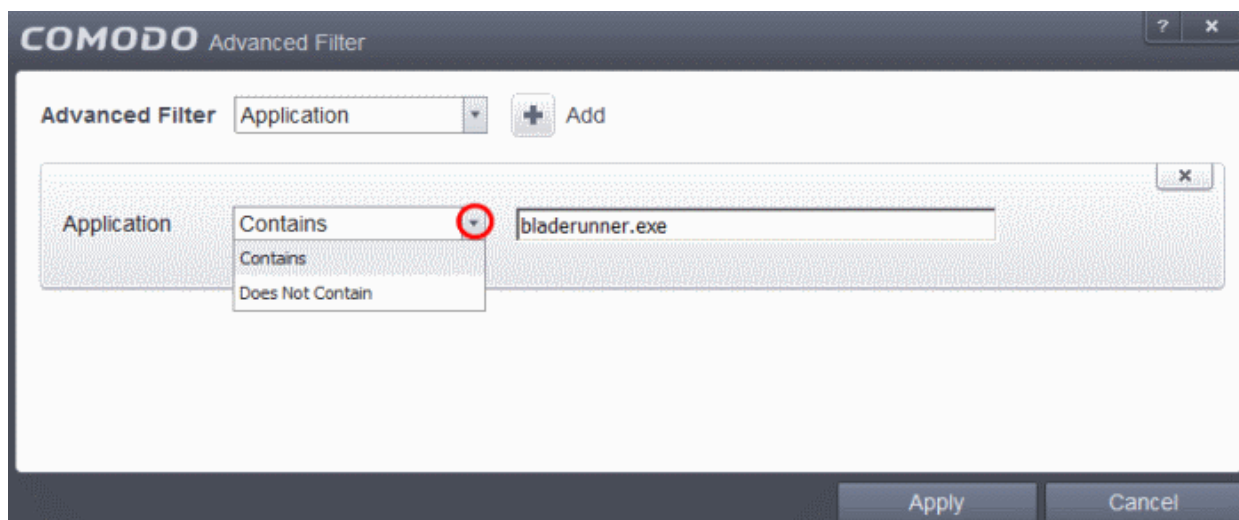 COMODO Advanced Filter ? ×
Advanced Filter Application + Add
×
Application Contains bladerunner.exe
Contains
Does Not Contain
Apply Cancel